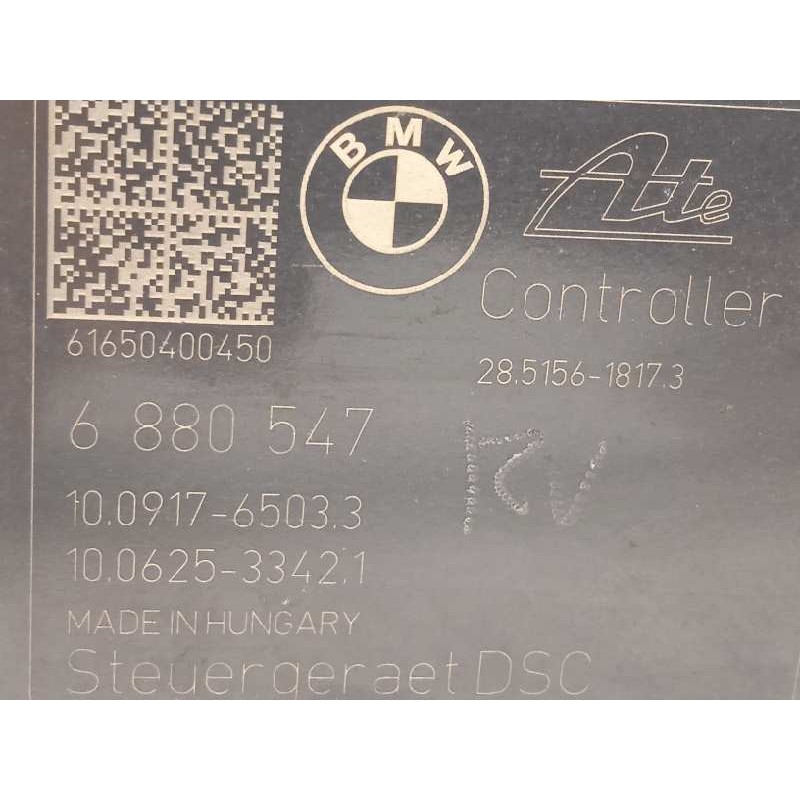 BMW
Ate
Controller
61650400450
28.5156-1817.3
6 880 547
RV
10.0917-6503.3
10.0625-3342.1
MADE IN HUNGARY
Steuergeraet DSC